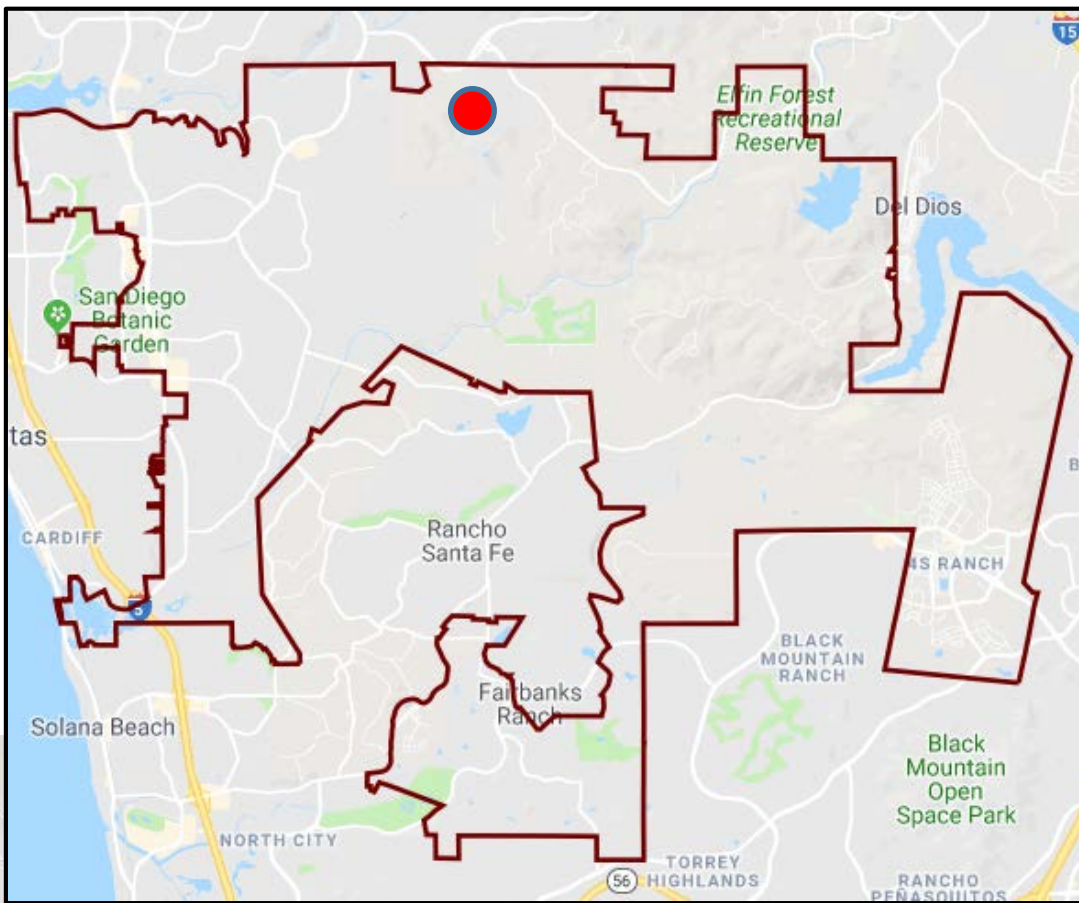 15
Elfin Forest
Recreational
Reserve
Del Dios
San Diego
Botanic
Garden
tas
CARDIFF
Rancho
Santa Fe
4S RANCH
B
5
BLACK
MOUNTAIN
RANCH
Fairbanks
Ranch
Solana Beach
Black
Mountain
Open
Space Park
NORTH CITY
TORREY
HIGHLANDS
56
RANCHO
PEÑASQUITOS